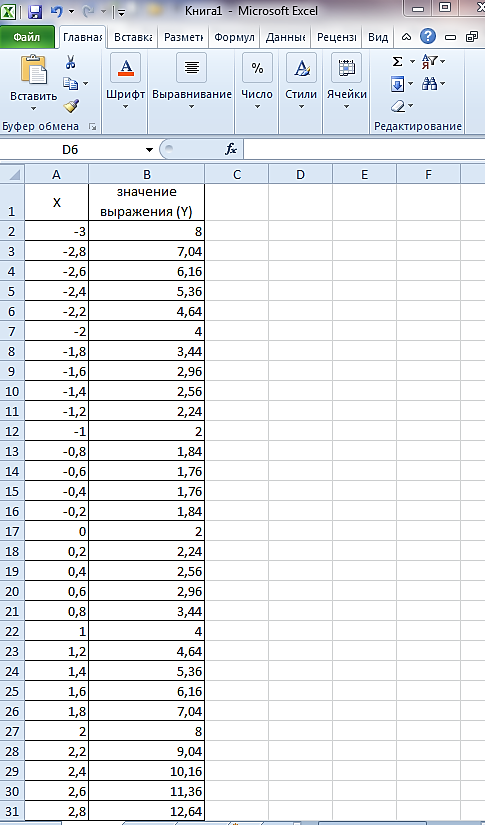 Книга1 - Microsoft Excel
Файл Главная Вставка Разметк Формул Данные Рецензи Вид
Вставить Шрифт Выравнивание Число Стили Ячейки
Буфер обмена Редактирование
D6 fx
A B C D E F
1 X значение
выражения (Y)
2 -3 8
3 -2,8 7,04
4 -2,6 6,16
5 -2,4 5,36
6 -2,2 4,64
7 -2 4
8 -1,8 3,44
9 -1,6 2,96
10 -1,4 2,56
11 -1,2 2,24
12 -1 2
13 -0,8 1,84
14 -0,6 1,76
15 -0,4 1,76
16 -0,2 1,84
17 0 2
18 0,2 2,24
19 0,4 2,56
20 0,6 2,96
21 0,8 3,44
22 1 4
23 1,2 4,64
24 1,4 5,36
25 1,6 6,16
26 1,8 7,04
27 2 8
28 2,2 9,04
29 2,4 10,16
30 2,6 11,36
31 2,8 12,64